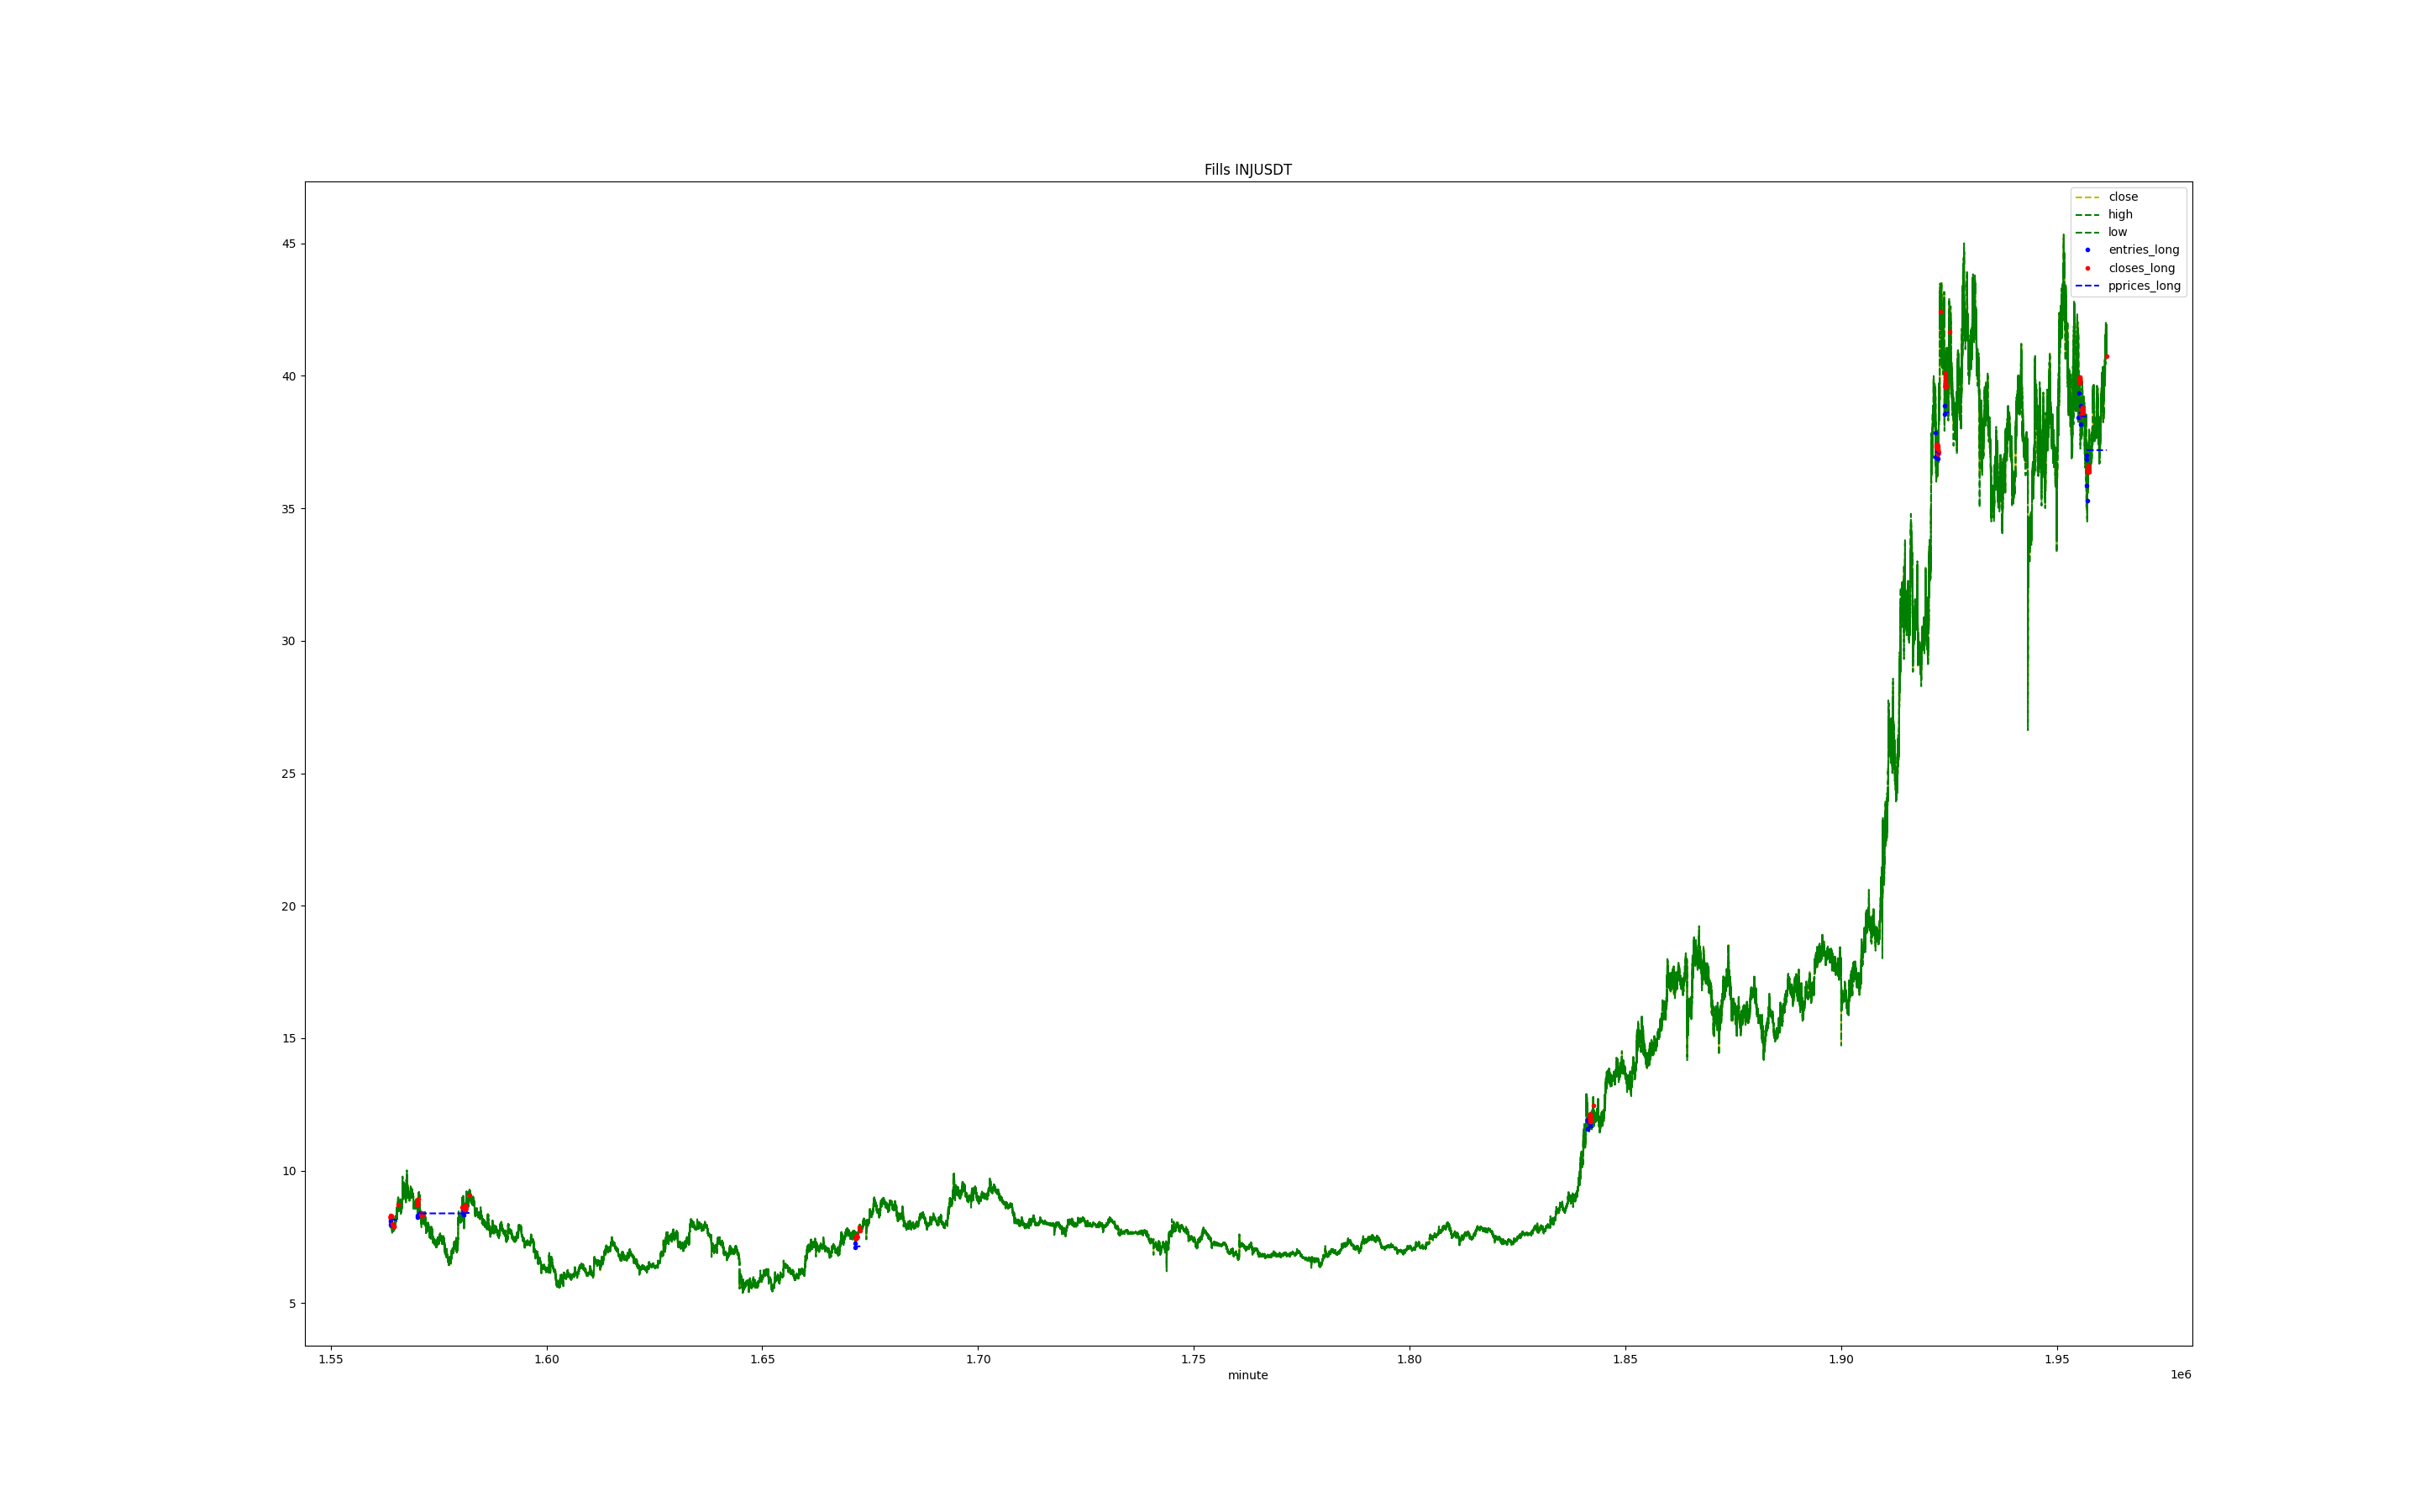 Fills INJUSDT
close
high
low
entries_long
closes_long
pprices_long
45
40
35
30
25
20
15
10
5
1.55 1.60 1.65 1.70 1.75 1.80 1.85 1.90 1.95
minute
1e6